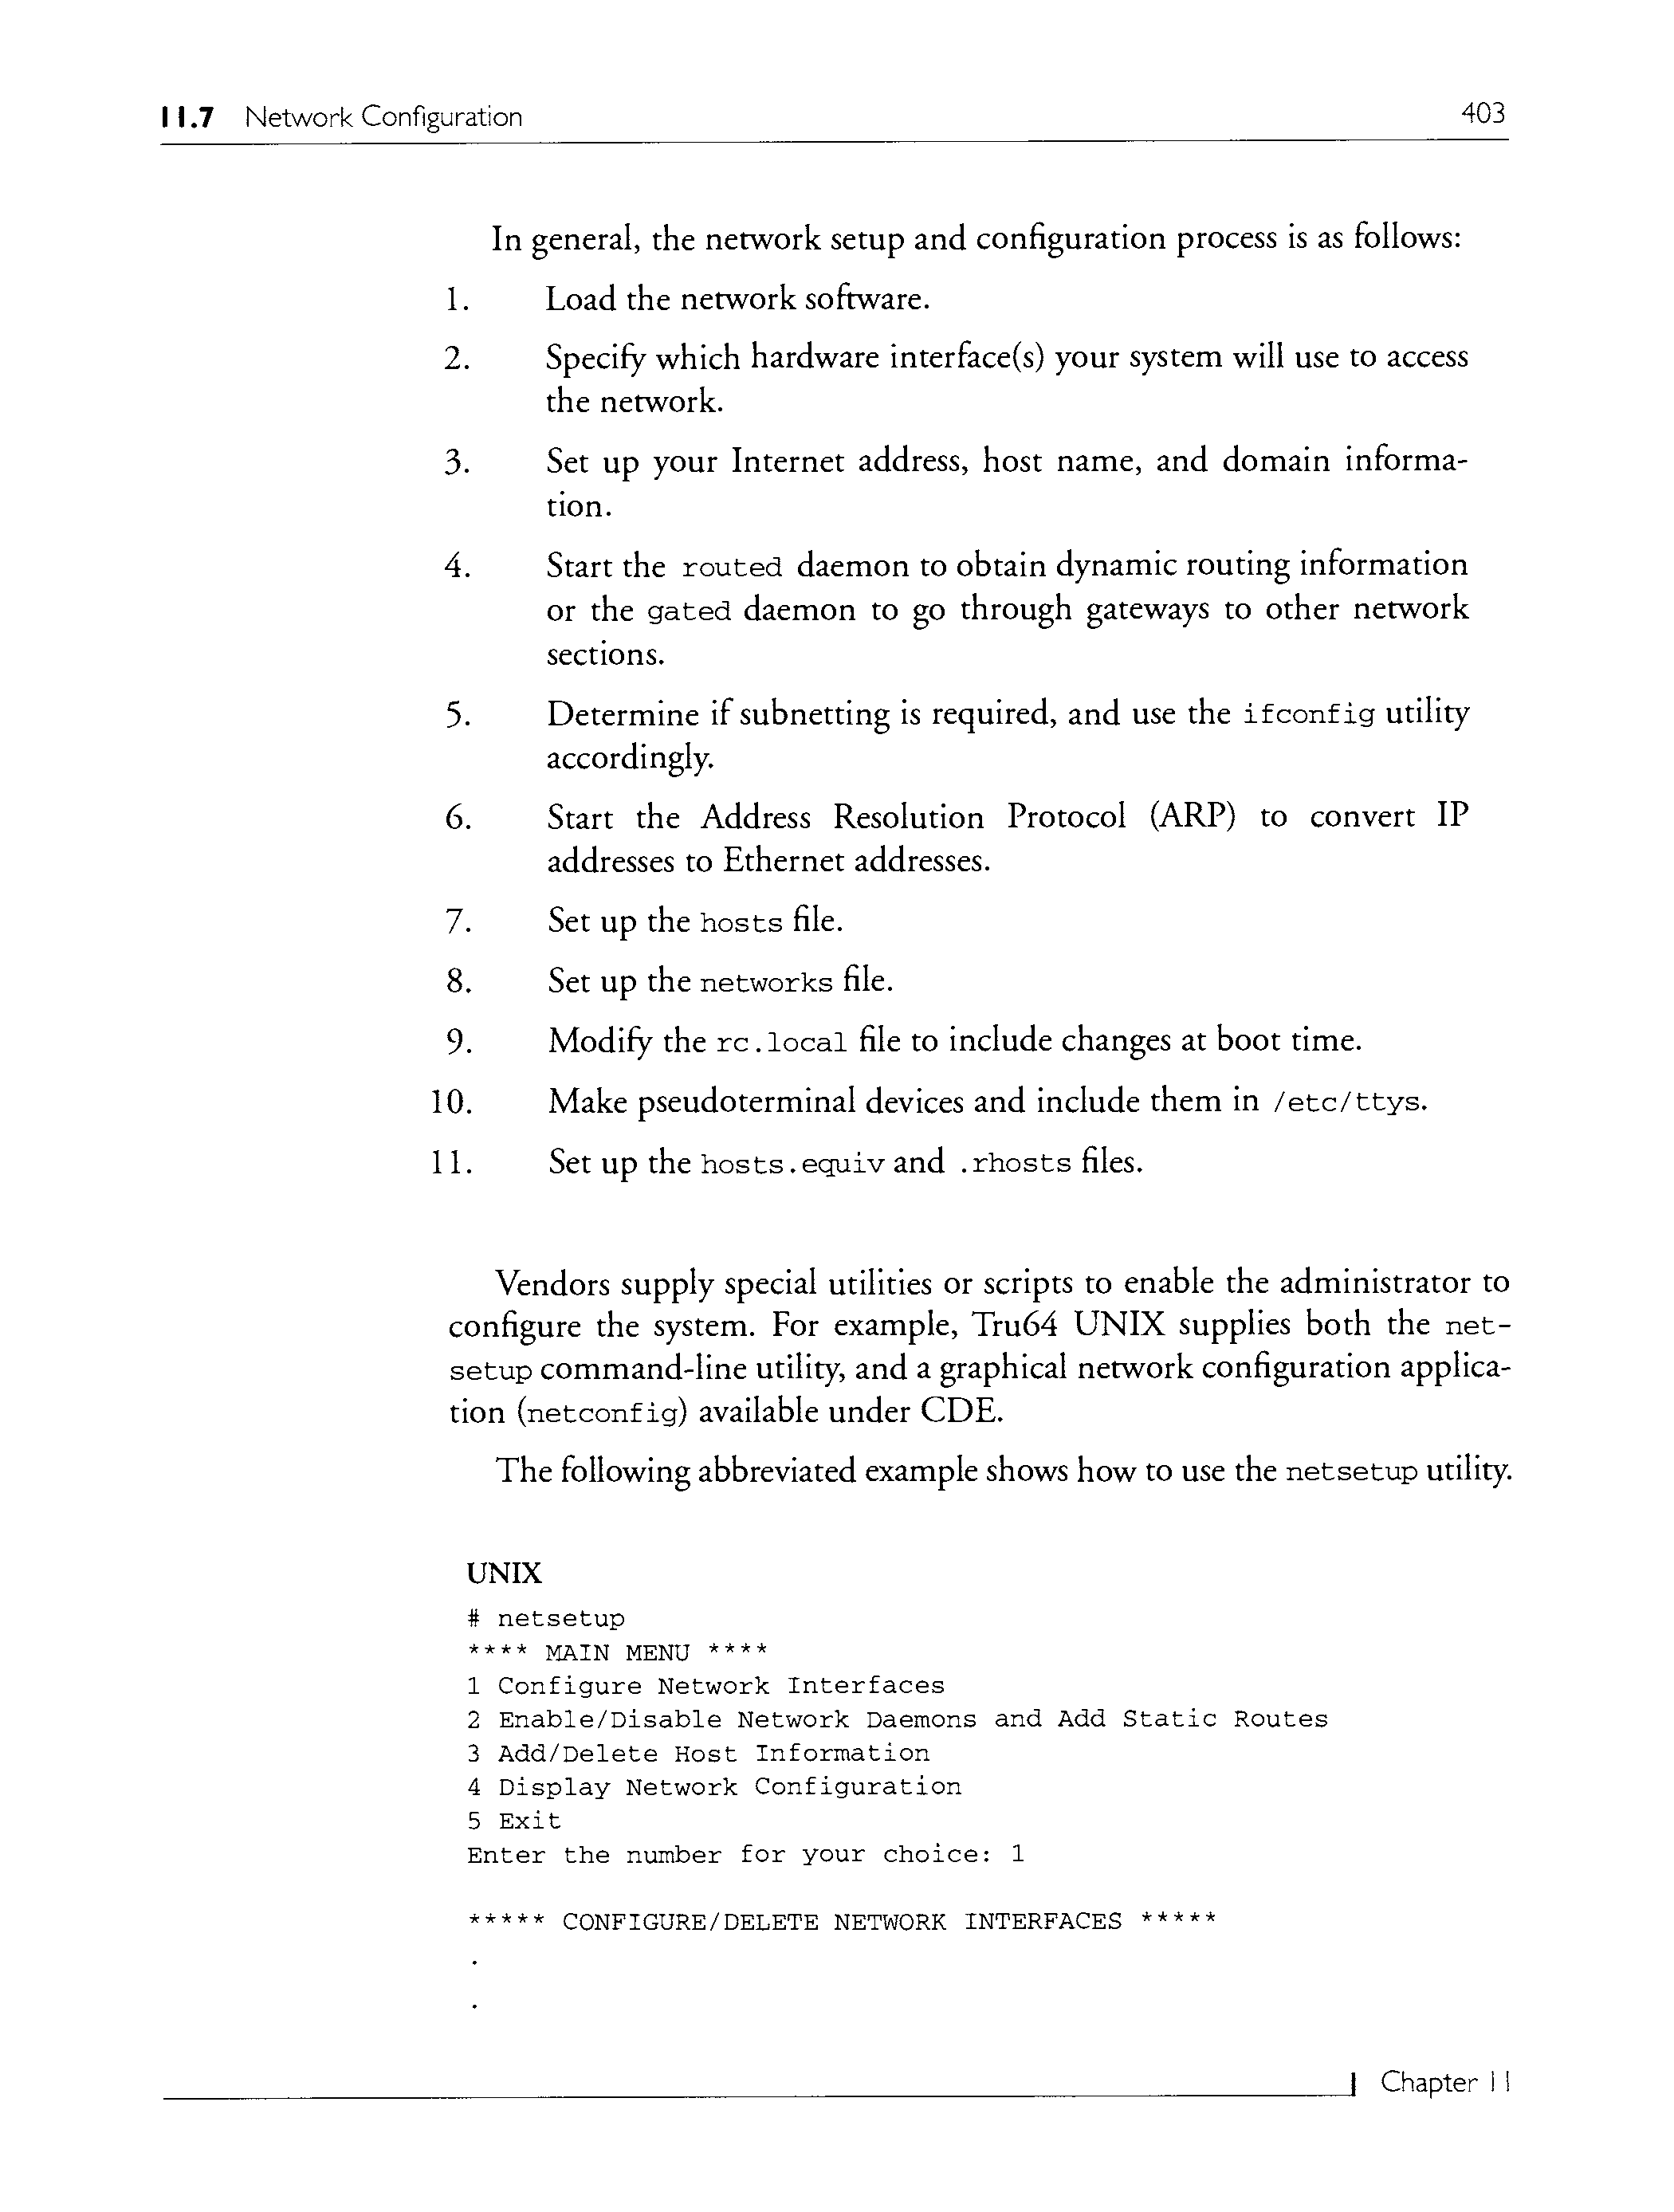 11.7 Network Configuration 403
In general, the network setup and configuration process is as follows:
1. Load the network software.
2. Specify which hardware interface(s) your system will use to access
the network.
3. Set up your Internet address, host name, and domain informa-
tion.
4. Start the routed daemon to obtain dynamic routing information
or the gated daemon to go through gateways to other network
sections.
5. Determine if subnetting is required, and use the ifconfig utility
accordingly.
6. Start the Address Resolution Protocol (ARP) to convert IP
addresses to Ethernet addresses.
7. Set up the hosts file.
8. Set up the networks file.
9. Modify the rc.local file to include changes at boot time.
10. Make pseudoterminal devices and include them in /etc/ttys.
11. Set up the hosts.equiv and .rhosts files.
Vendors supply special utilities or scripts to enable the administrator to
configure the system. For example, Tru64 UNIX supplies both the net-
setup command-line utility, and a graphical network configuration applica-
tion (netconfig) available under CDE.
The following abbreviated example shows how to use the netsetup utility.
UNIX
# netsetup
**** MAIN MENU ****
1 Configure Network Interfaces
2 Enable/Disable Network Daemons and Add Static Routes
3 Add/Delete Host Information
4 Display Network Configuration
5 Exit
Enter the number for your choice: 1
***** CONFIGURE/DELETE NETWORK INTERFACES *****
.
.
Chapter 11